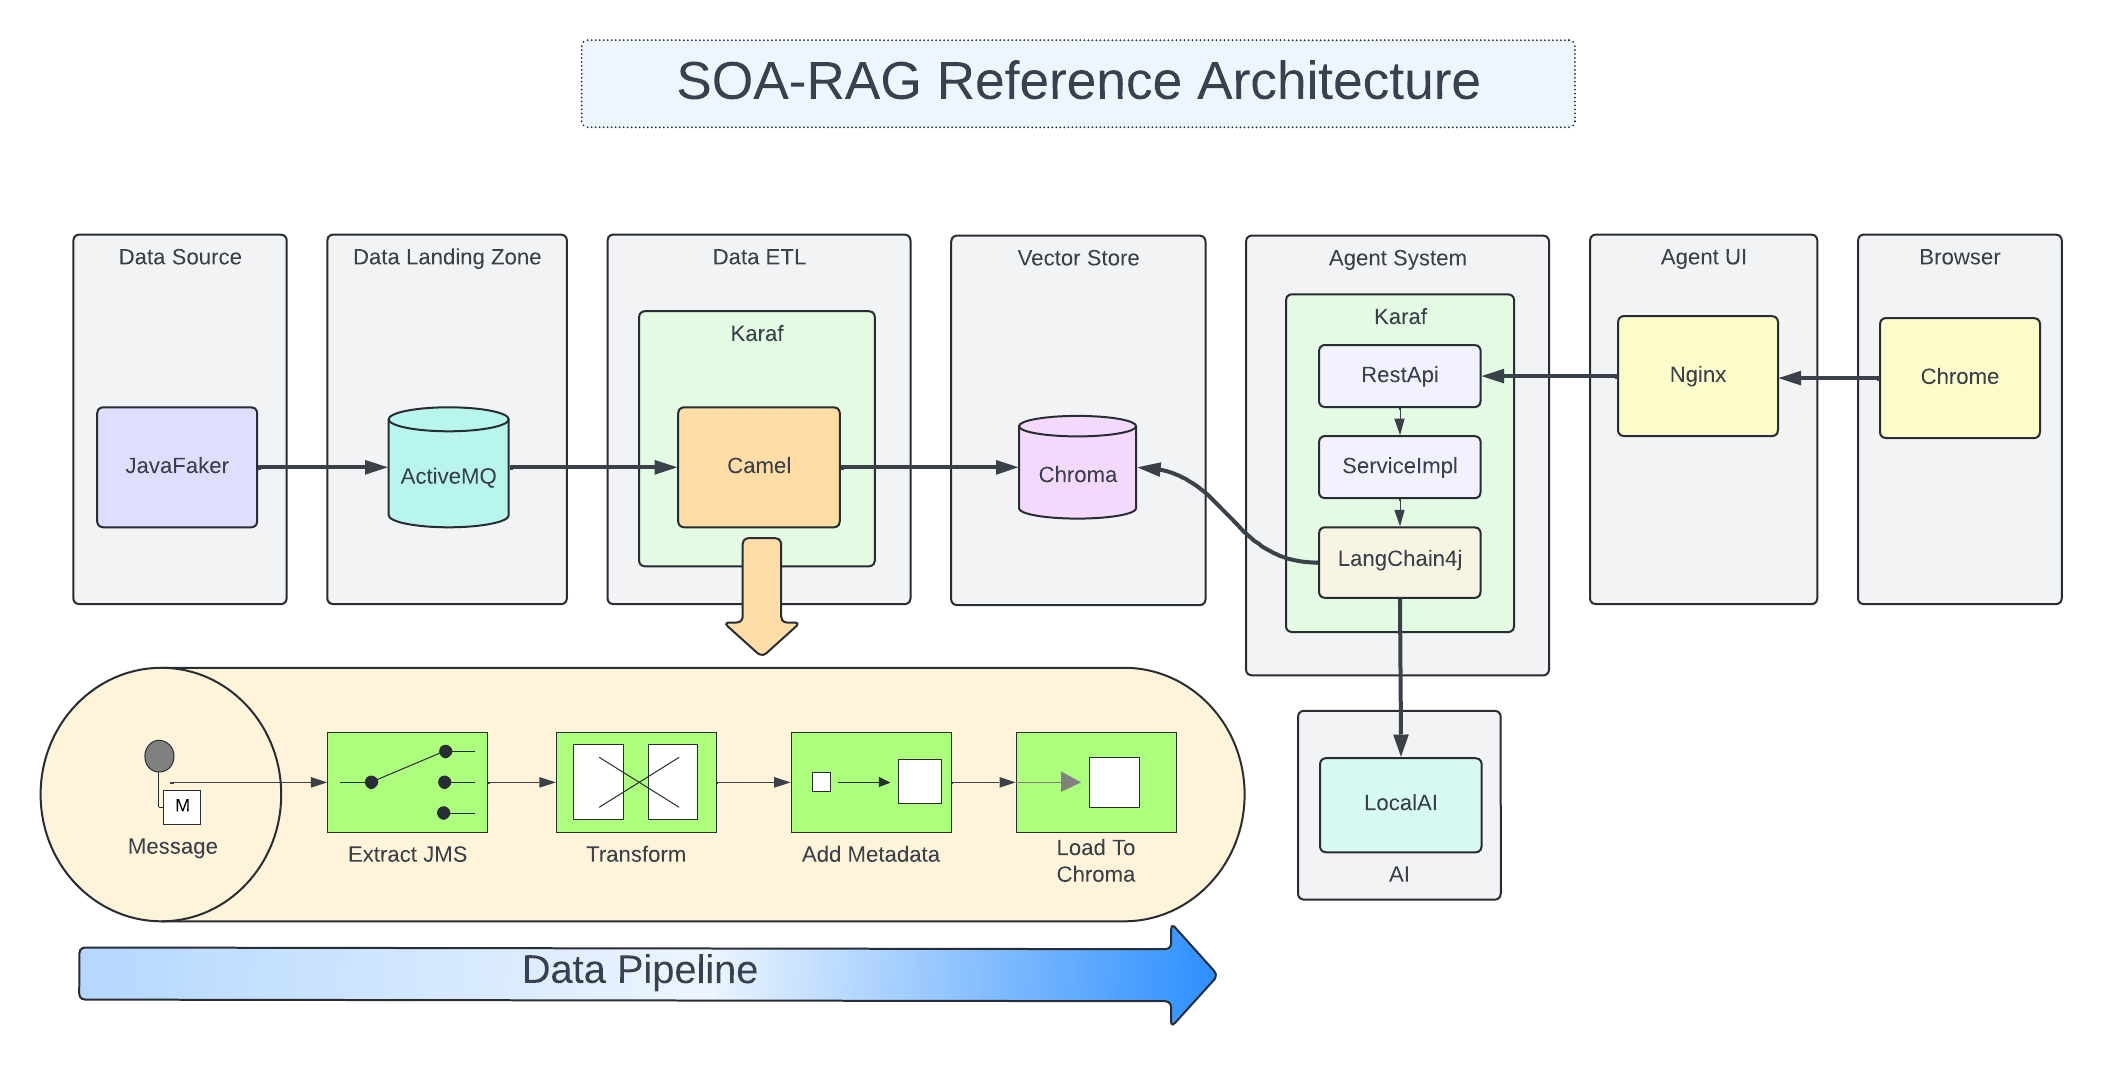 SOA-RAG Reference Architecture
Data Source
Data Landing Zone
Data ETL
Vector Store
Agent System
Agent UI
Browser
Karaf
Karaf
JavaFaker
ActiveMQ
Camel
Chroma
RestApi
ServiceImpl
LangChain4j
Nginx
Chrome
M
Message
Extract JMS
Transform
Add Metadata
Load To
Chroma
LocalAI
AI
Data Pipeline